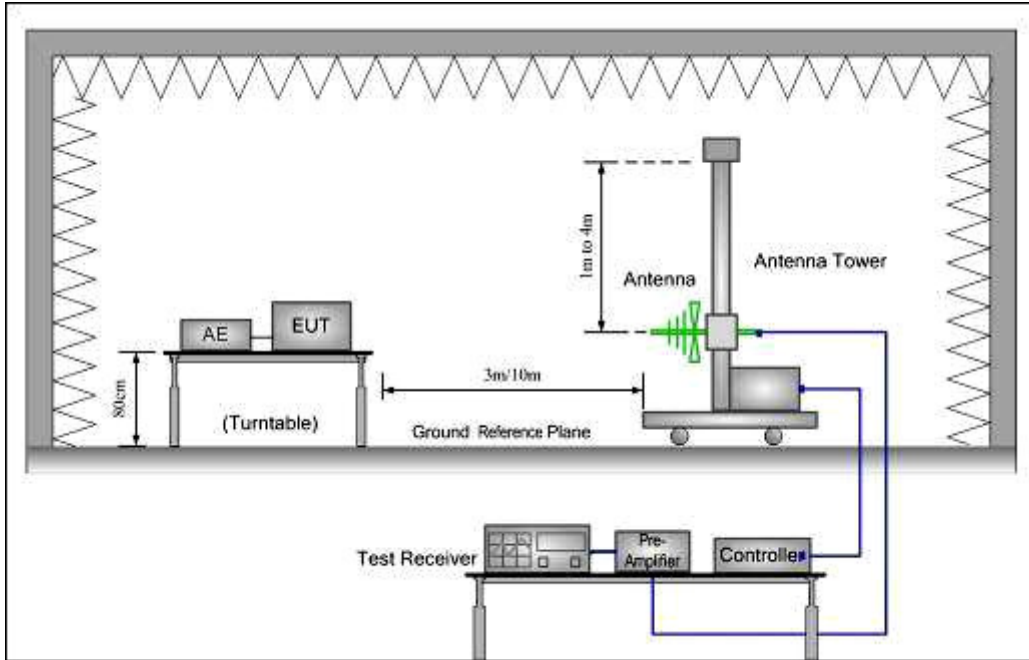 1m to 4m
Antenna
Antenna Tower
AE
EUT
80cm
3m/10m
(Turntable)
Ground Reference Plane
Test Receiver
Pre-
Amplifier
Controller